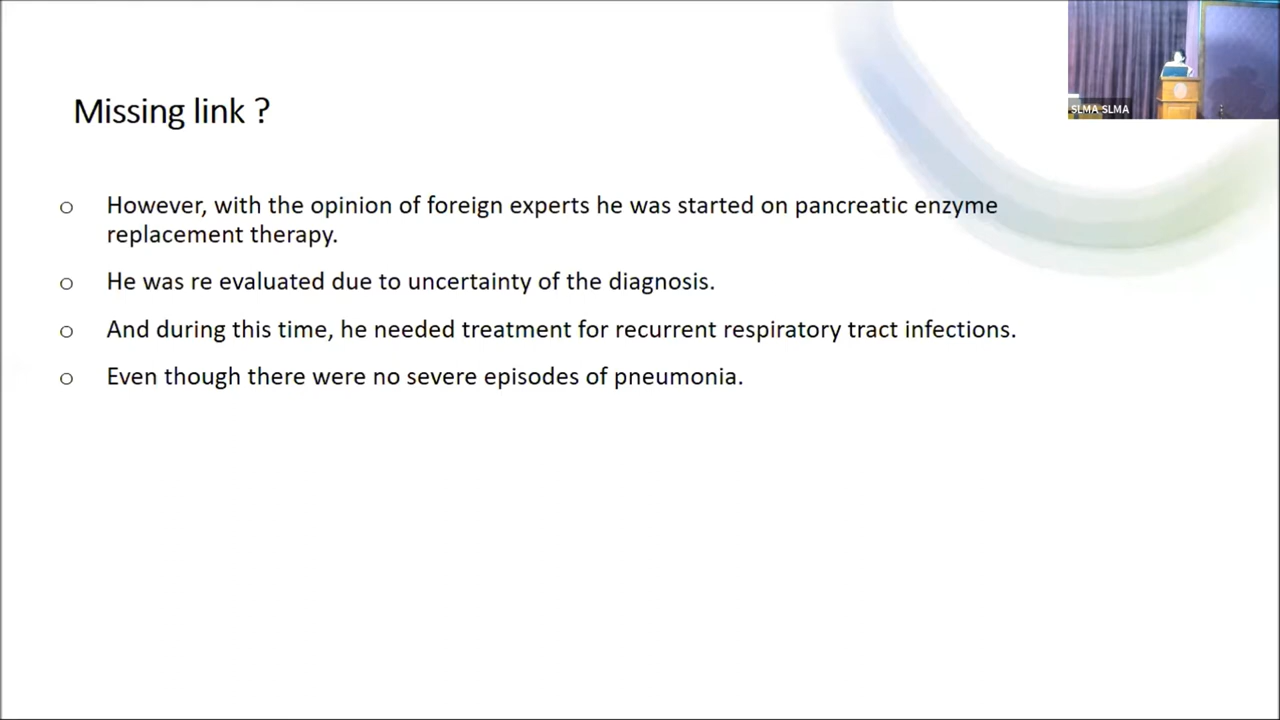 SLMA SLMA
Missing link ?
o However, with the opinion of foreign experts he was started on pancreatic enzyme
replacement therapy.
o He was re evaluated due to uncertainty of the diagnosis.
o And during this time, he needed treatment for recurrent respiratory tract infections.
o Even though there were no severe episodes of pneumonia.